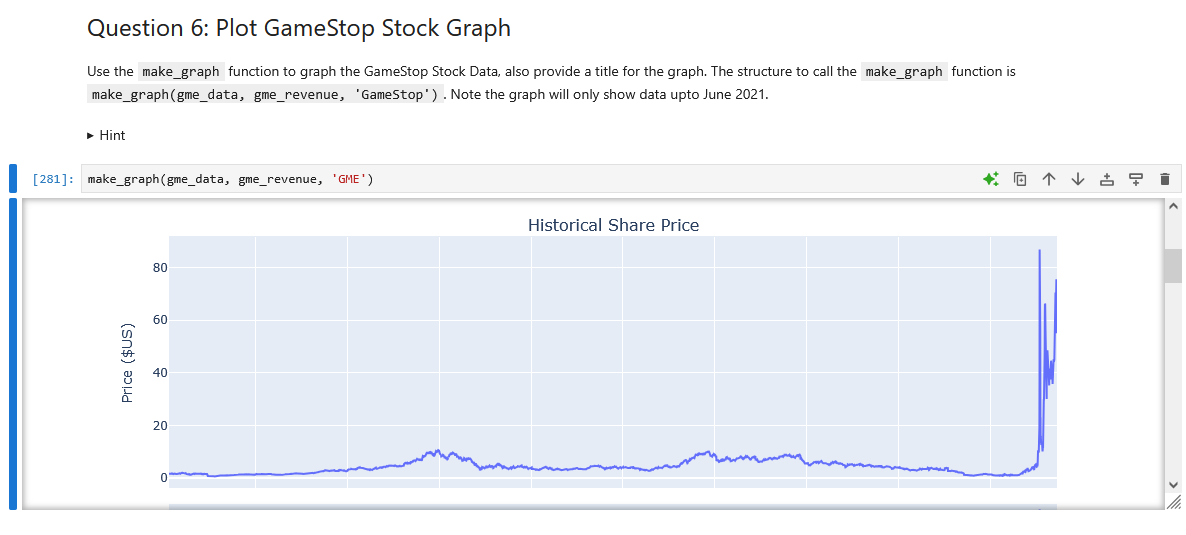 Question 6: Plot GameStop Stock Graph
Use the make_graph function to graph the GameStop Stock Data, also provide a title for the graph. The structure to call the make_graph function is
make_graph(gme_data, gme_revenue, 'GameStop') . Note the graph will only show data upto June 2021.
Hint
[281]: make_graph(gme_data, gme_revenue, 'GME')
Historical Share Price
80
60
40
20
0
Price ($US)